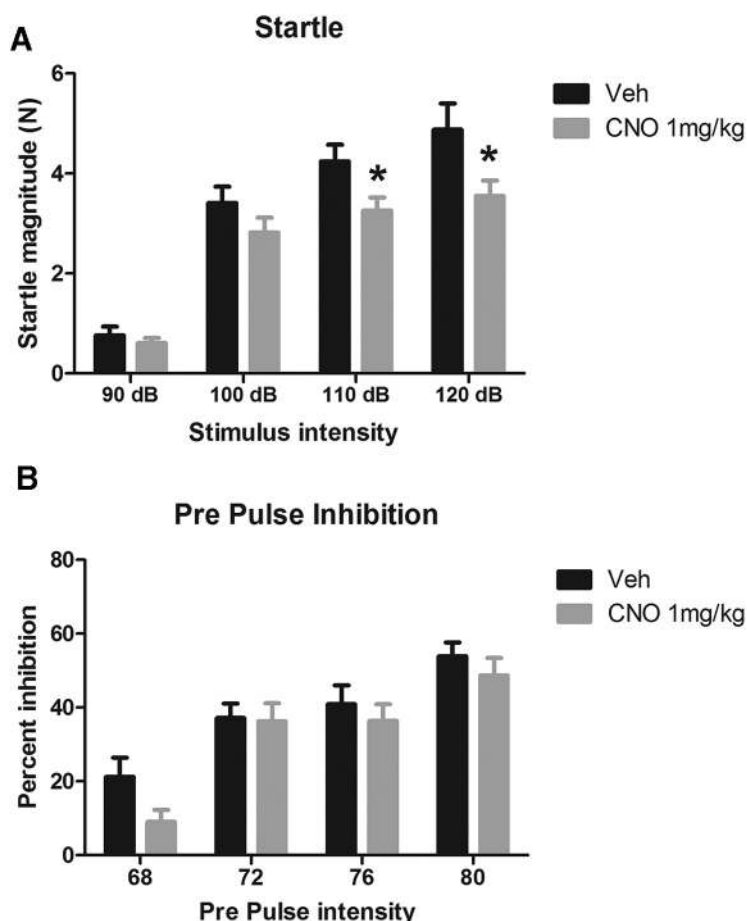 A
Startle
Startle magnitude (N)
6
4
2
0
*
*
90 dB
100 dB
110 dB
120 dB
Stimulus intensity
Veh
CNO 1mg/kg
B
Pre Pulse Inhibition
Percent inhibition
80
60
40
20
0
68
72
76
80
Pre Pulse intensity
Veh
CNO 1mg/kg